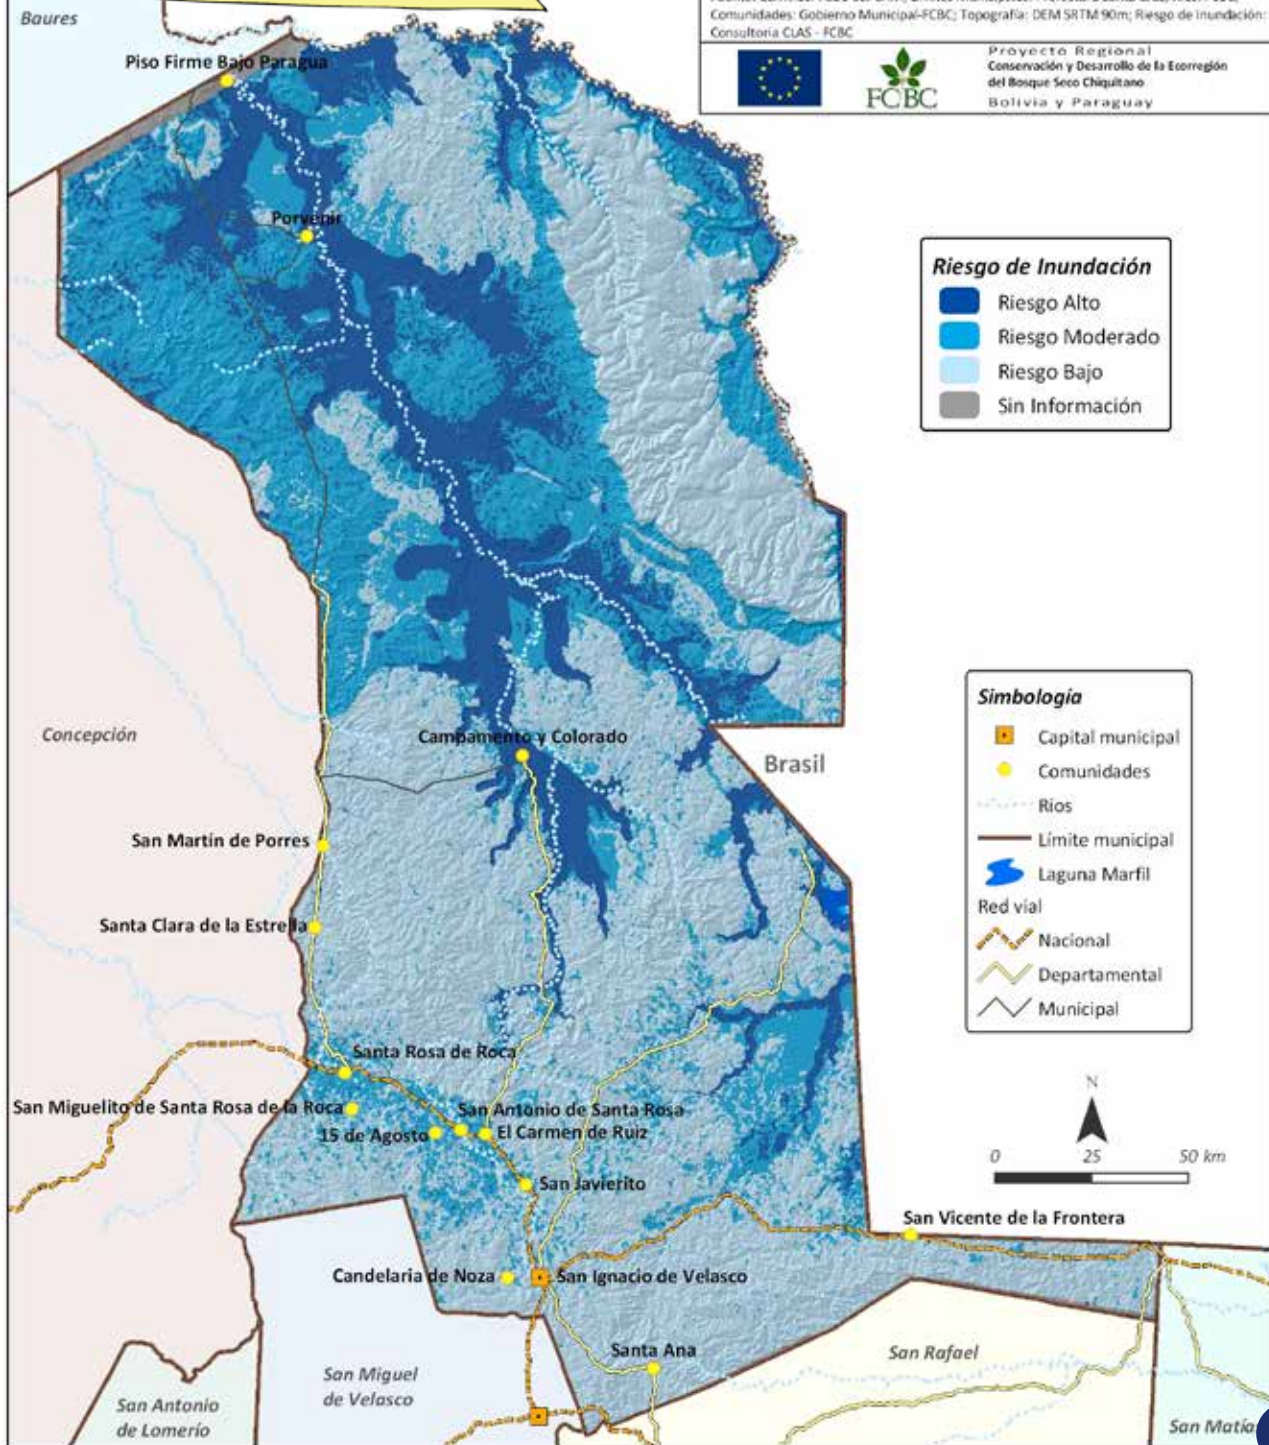 Comunidades: Gobierno Municipal-FCBC; Topografía: DEM SRTM 90m; Riesgo de Inundación:
Consultoria CLAS - FCBC
FCBC
Proyecto Regional
Conservación y Desarrollo de la Ecorregión
del Bosque Seco Chiquitano
Bolivia y Paraguay
Baures
Piso Firme Bajo Paragua
Porvenir
Riesgo de Inundación
Riesgo Alto
Riesgo Moderado
Riesgo Bajo
Sin Información
Concepción
Campamento y Colorado
Brasil
San Martín de Porres
Santa Clara de la Estrella
Simbología
Capital municipal
Comunidades
Rios
Límite municipal
Laguna Marfil
Red vial
Nacional
Departamental
Municipal
Santa Rosa de Roca
San Miguelito de Santa Rosa de la Roca
San Antonio de Santa Rosa
15 de Agosto
El Carmen de Ruiz
San Javierito
N
0 25 50 km
San Vicente de la Frontera
Candelaria de Noza
San Ignacio de Velasco
Santa Ana
San Rafael
San Miguel
de Velasco
San Antonio
de Lomerío
San Matía